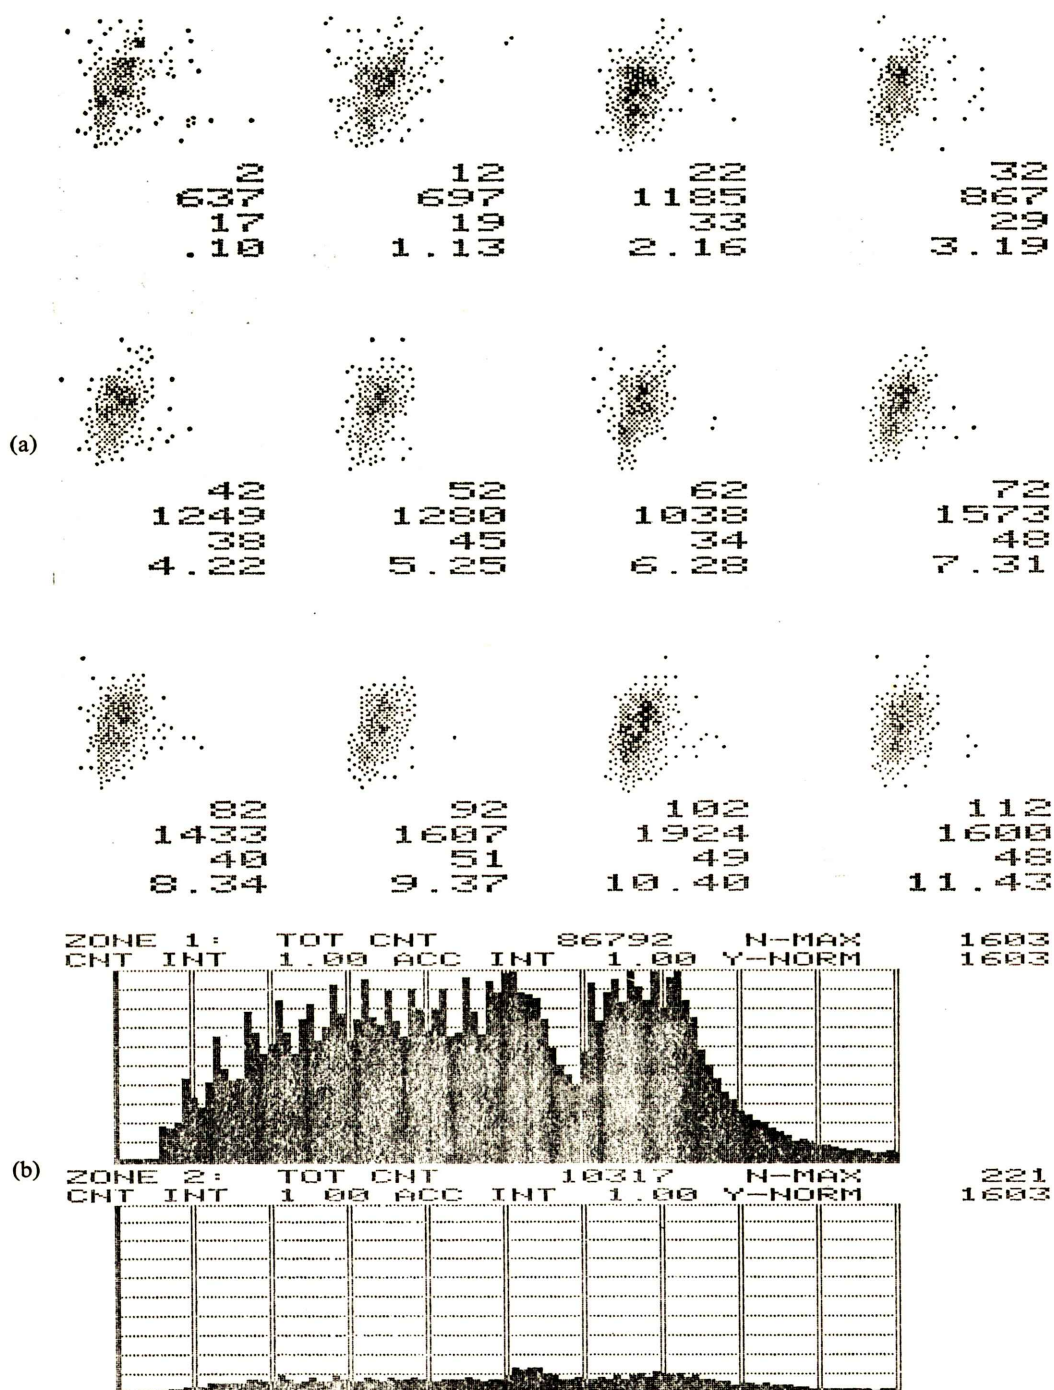 2 12 22 32
637 697 1185 867
17 19 33 29
.10 1.13 2.16 3.19
(a)
42 52 62 72
1249 1280 1038 1573
38 45 34 48
4.22 5.25 6.28 7.31
82 92 102 112
1433 1607 1924 1600
40 51 49 48
8.34 9.37 10.40 11.43
ZONE 1: TOT CNT 86792 N-MAX 1603
CNT INT 1.00 ACC INT 1.00 Y-NORM 1603
(b)
ZONE 2: TOT CNT 10317 N-MAX 221
CNT INT 1.00 ACC INT 1.00 Y-NORM 1603